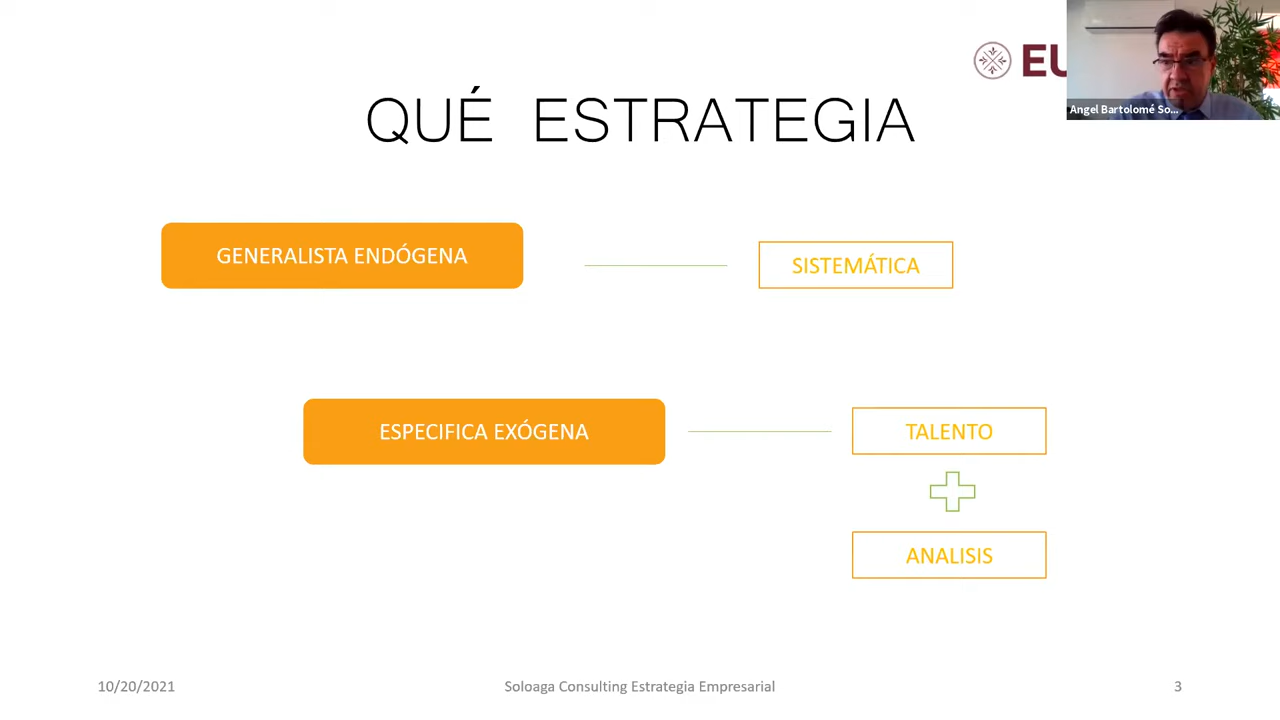 EU
Angel Bartolomé So...
QUÉ ESTRATEGIA
GENERALISTA ENDÓGENA
SISTEMÁTICA
ESPECIFICA EXÓGENA
TALENTO
ANALISIS
10/20/2021
Soloaga Consulting Estrategia Empresarial
3